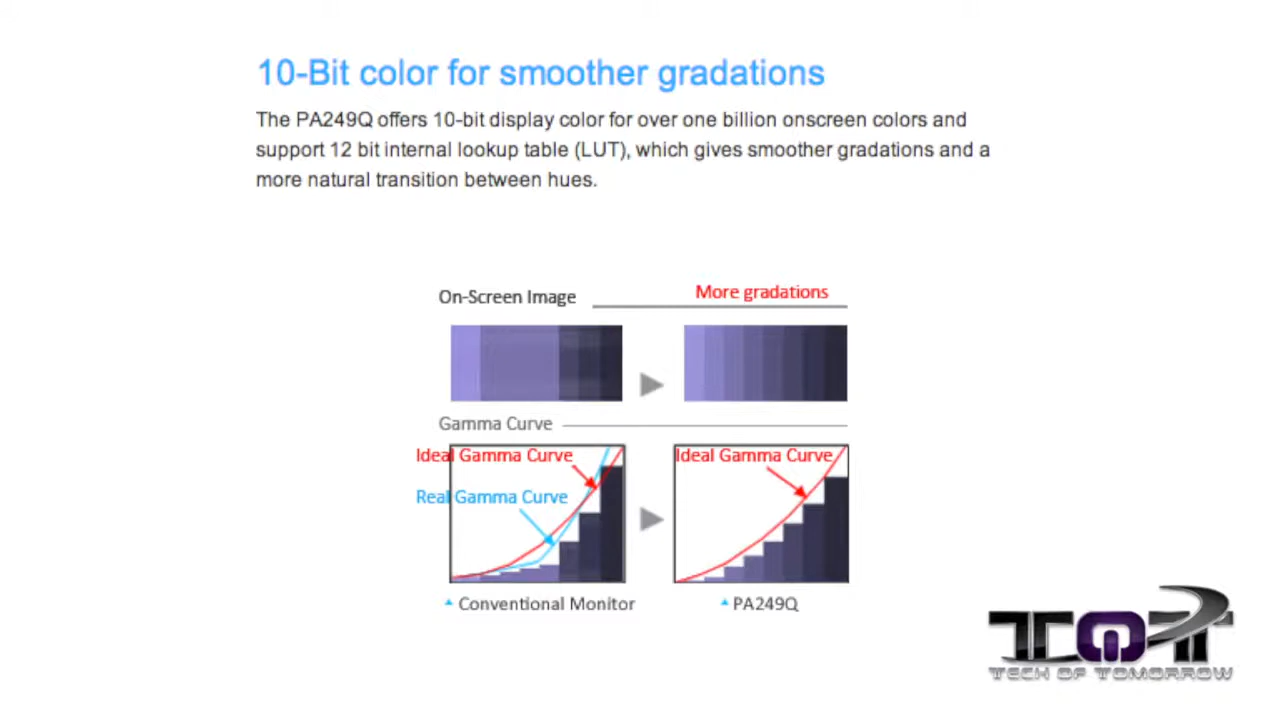 10-Bit color for smoother gradations
The PA249Q offers 10-bit display color for over one billion onscreen colors and
support 12 bit internal lookup table (LUT), which gives smoother gradations and a
more natural transition between hues.
On-Screen Image
More gradations
Gamma Curve
Ideal Gamma Curve
Real Gamma Curve
Ideal Gamma Curve
Conventional Monitor
PA249Q
TOT
TECH OF TOMORROW